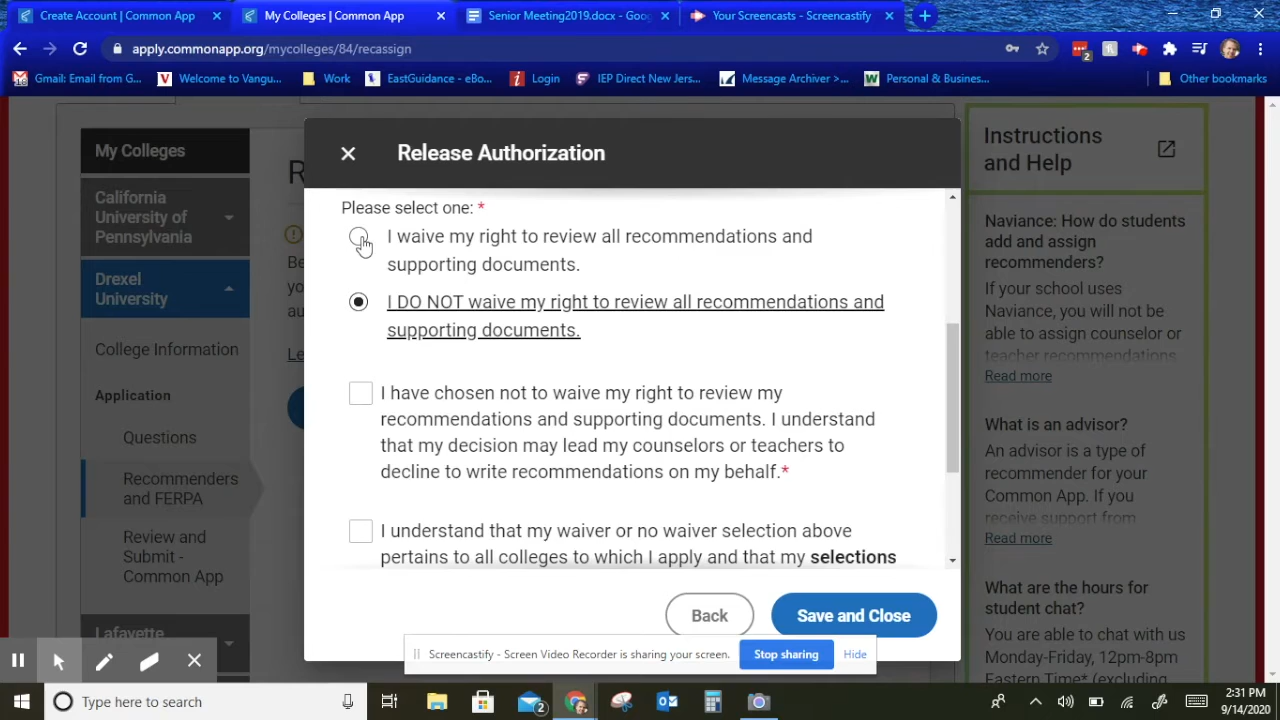 Create Account | Common App
My Colleges | Common App
Senior Meeting2019.docx - Goo
Your Screencasts - Screencastify
apply.commonapp.org/mycolleges/84/recassign
2
Gmail: Email from G...
Welcome to Vangu...
Work
EastGuidance - eBo...
Login
IEP Direct New Jers...
Message Archiver >...
Personal & Busines...
Other bookmarks
My Colleges
California
University of
Pennsylvania
Drexel
University
College Information
Application
Questions
Recommenders
and FERPA
Review and
Submit -
Common App
Lafayette
R
Be
yo
au
Le
Release Authorization
Please select one: *
I waive my right to review all recommendations and
supporting documents.
I DO NOT waive my right to review all recommendations and
supporting documents.
I have chosen not to waive my right to review my
recommendations and supporting documents. I understand
that my decision may lead my counselors or teachers to
decline to write recommendations on my behalf.*
I understand that my waiver or no waiver selection above
pertains to all colleges to which I apply and that my selections
Back
Save and Close
Instructions
and Help
Naviance: How do students
add and assign
recommenders?
If your school uses
Naviance, you will not be
able to assign counselor or
teacher recommendations
Read more
What is an advisor?
An advisor is a type of
recommender for your
Common App. If you
receive support from
Read more
What are the hours for
student chat?
You are able to chat with us
Monday-Friday, 12pm-8pm
Eastern Time* (excluding
Screencastify - Screen Video Recorder is sharing your screen.
Stop sharing
Hide
Type here to search
2
2:31 PM
9/14/2020